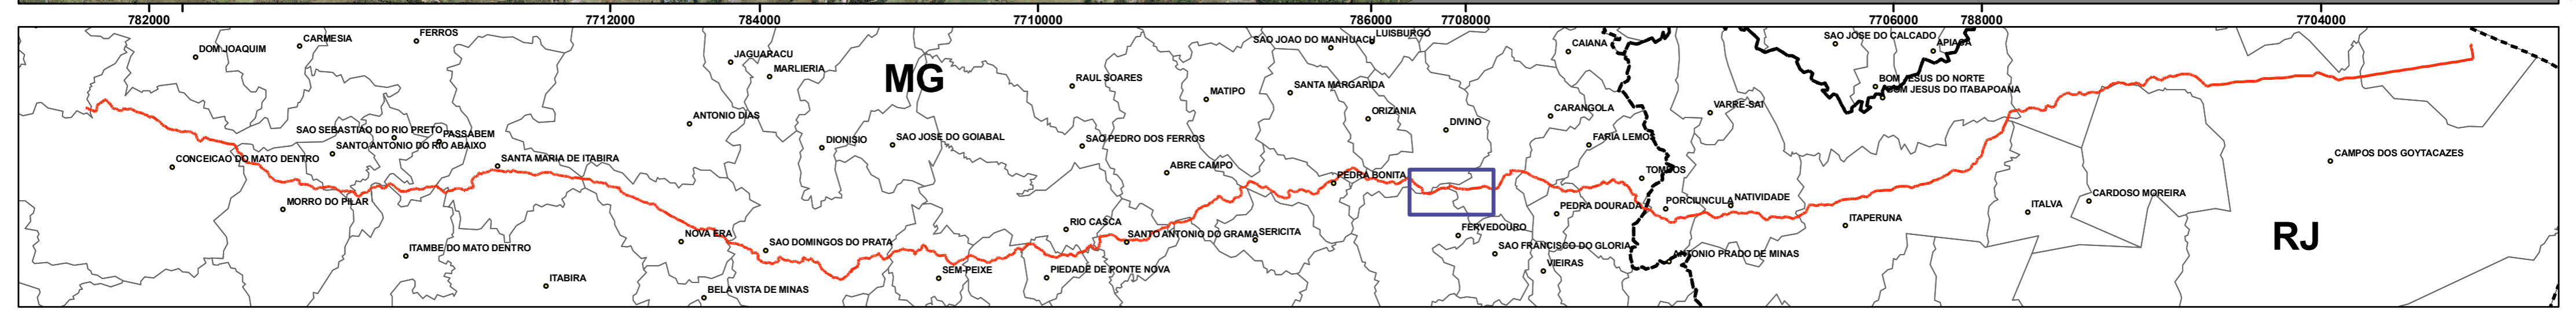 782000 7712000 784000 7710000 786000 7708000 7706000 788000 7704000
DOM JOAQUIM
CARMESIA
FERROS
JAGUARACU
MARLIERIA
MG
RAUL SOARES
SAO JOAO DO MANHUACU
LUISBURGO
CAIANA
SAO JOSE DO CALCADO
APIACA
MATIPO
SANTA MARGARIDA
ORIZANIA
DIVINO
CARANGOLA
VARRE-SAI
BOM JESUS DO NORTE
BOM JESUS DO ITABAPOANA
ANTONIO DIAS
SAO SEBASTIAO DO RIO PRETO
PASSABEM
SANTO ANTONIO DO RIO ABAIXO
CONCEICAO DO MATO DENTRO
SANTA MARIA DE ITABIRA
DIONISIO
SAO JOSE DO GOIABAL
SAO PEDRO DOS FERROS
ABRE CAMPO
FARIA LEMOS
TOMBOS
PEDRA BONITA
CAMPOS DOS GOYTACAZES
MORRO DO PILAR
PEDRA DOURADA
PORCIUNCULA
NATIVIDADE
CARDOSO MOREIRA
ITALVA
ITAPERUNA
RJ
NOVA ERA
SAO DOMINGOS DO PRATA
RIO CASCA
SANTO ANTONIO DO GRAMA
SERICITA
FERVEDOURO
SAO FRANCISCO DO GLORIA
ANTONIO PRADO DE MINAS
ITAMBE DO MATO DENTRO
ITABIRA
BELA VISTA DE MINAS
SEM-PEIXE
PIEDADE DE PONTE NOVA
VIEIRAS